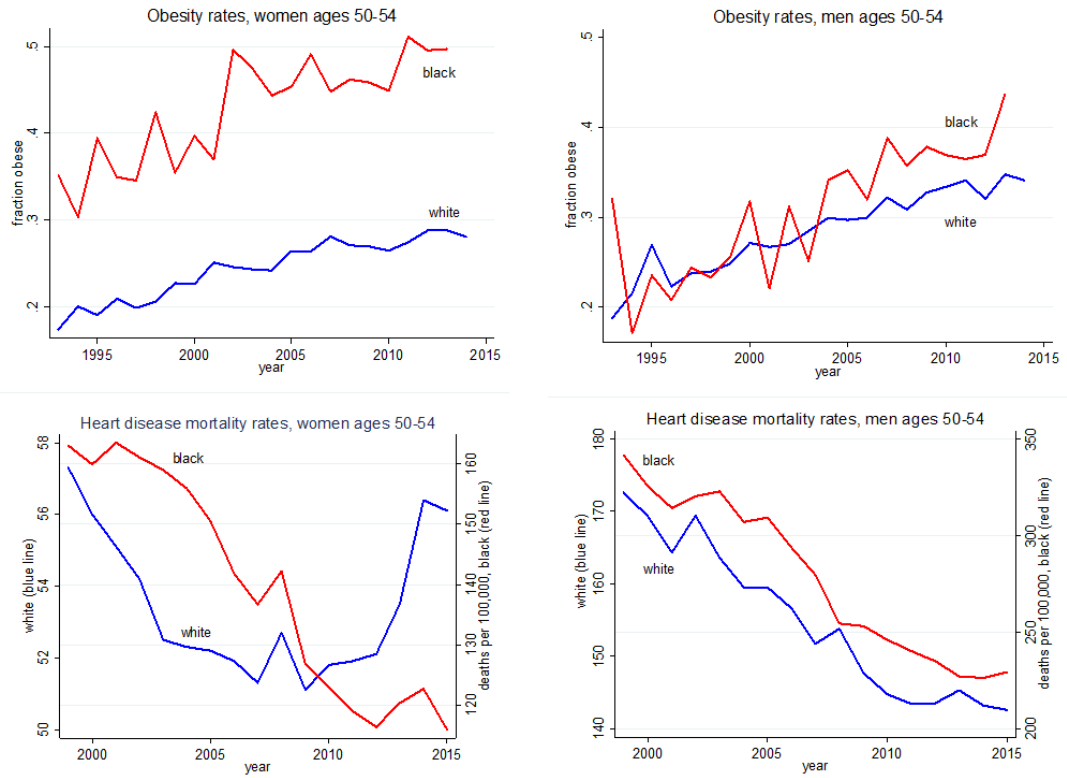 Obesity rates, women ages 50-54
.5
.4
.3
.2
fraction obese
black
white
1995 2000 2005 2010 2015
year
Obesity rates, men ages 50-54
.5
.4
.3
.2
fraction obese
black
white
1995 2000 2005 2010 2015
year
Heart disease mortality rates, women ages 50-54
58
56
54
52
50
white (blue line)
black
white
160
150
140
130
120
deaths per 100,000, black (red line)
2000 2005 2010 2015
year
Heart disease mortality rates, men ages 50-54
180
170
160
150
140
white (blue line)
black
white
350
300
250
200
deaths per 100,000, black (red line)
2000 2005 2010 2015
year